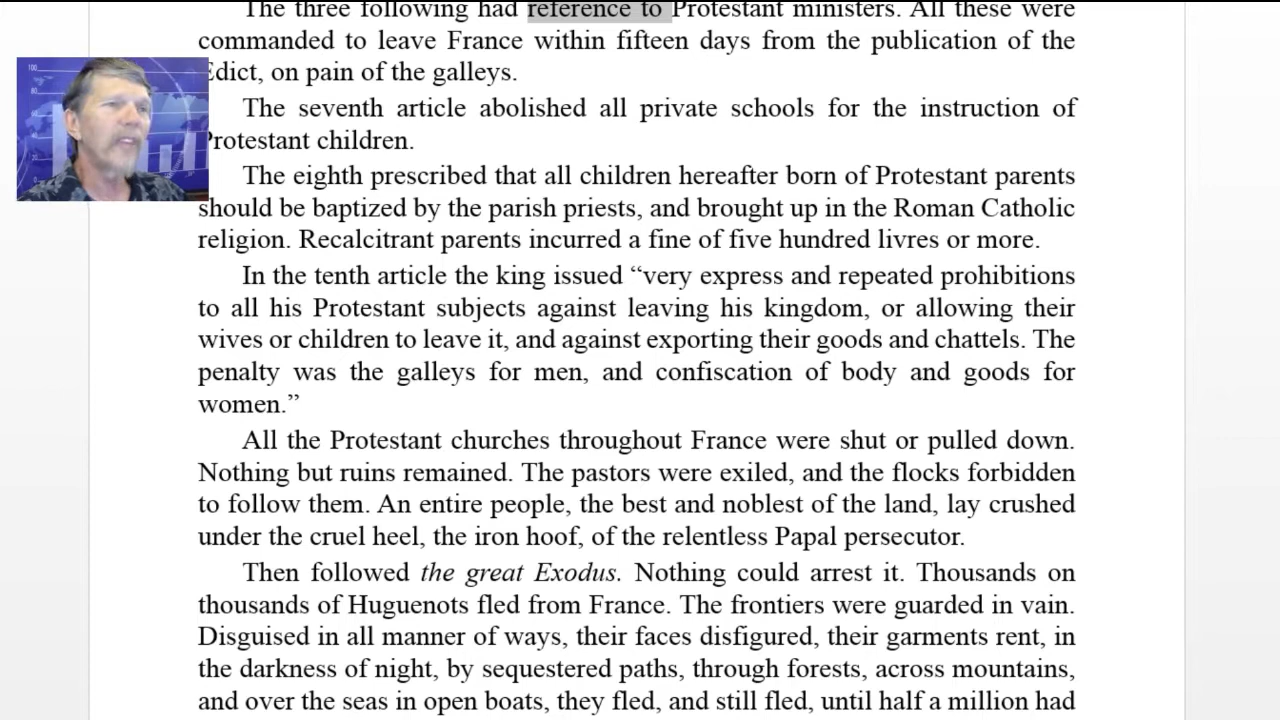 The three following had reference to Protestant ministers. All these were
commanded to leave France within fifteen days from the publication of the
Edict, on pain of the galleys.
The seventh article abolished all private schools for the instruction of
Protestant children.
The eighth prescribed that all children hereafter born of Protestant parents
should be baptized by the parish priests, and brought up in the Roman Catholic
religion. Recalcitrant parents incurred a fine of five hundred livres or more.
In the tenth article the king issued “very express and repeated prohibitions
to all his Protestant subjects against leaving his kingdom, or allowing their
wives or children to leave it, and against exporting their goods and chattels. The
penalty was the galleys for men, and confiscation of body and goods for
women.”
All the Protestant churches throughout France were shut or pulled down.
Nothing but ruins remained. The pastors were exiled, and the flocks forbidden
to follow them. An entire people, the best and noblest of the land, lay crushed
under the cruel heel, the iron hoof, of the relentless Papal persecutor.
Then followed the great Exodus. Nothing could arrest it. Thousands on
thousands of Huguenots fled from France. The frontiers were guarded in vain.
Disguised in all manner of ways, their faces disfigured, their garments rent, in
the darkness of night, by sequestered paths, through forests, across mountains,
and over the seas in open boats, they fled, and still fled, until half a million had